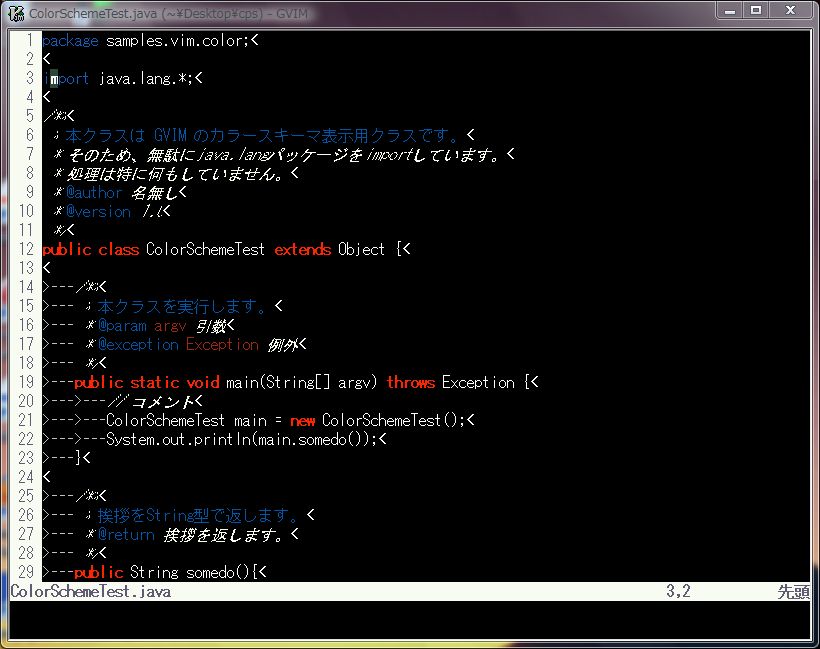 ColorSchemeTest.java (~¥Desktop¥cps) - GVIM
1 package samples.vim.color;<
2 <
3 import java.lang.*;<
4 <
5 /**<
6  * 本クラスは GVIM のカラースキーマ表示用クラスです。<
7  * そのため、無駄にjava.langパッケージをimportしています。<
8  * 処理は特に何もしていません。<
9  * @author 名無し<
10  * @version 1.0<
11  */<
12 public class ColorSchemeTest extends Object {<
13 <
14 >---/**<
15 >--- * 本クラスを実行します。<
16 >--- * @param argv 引数<
17 >--- * @exception Exception 例外<
18 >--- */<
19 >---public static void main(String[] argv) throws Exception {<
20 >--->---// コメント<
21 >--->---ColorSchemeTest main = new ColorSchemeTest();<
22 >--->---System.out.println(main.somedo());<
23 >---}<
24 <
25 >---/**<
26 >--- * 挨拶をString型で返します。<
27 >--- * @return 挨拶を返します。<
28 >--- */<
29 >---public String somedo(){<
ColorSchemeTest.java 3,2 先頭